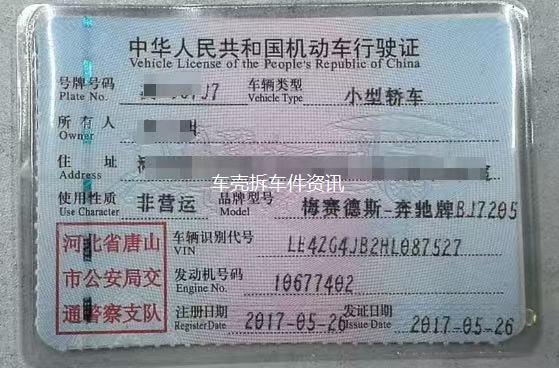 中华人民共和国机动车行驶证
Vehicle License of the People's Republic of China
号牌号码 车辆类型 小型轿车
Plate No. Vehicle Type
所有人
Owner
住址
Address
车壳拆车件资讯
使用性质 非营运 品牌型号 梅赛德斯-奔驰牌BJ7205
Use Character Model
河北省唐山
市公安局交
通警察支队
车辆识别代号 LE4ZG4JB2HL087527
VIN
发动机号码 10677402
Engine No.
注册日期 2017-05-26 发证日期 2017-05-26
Register Date Issue Date